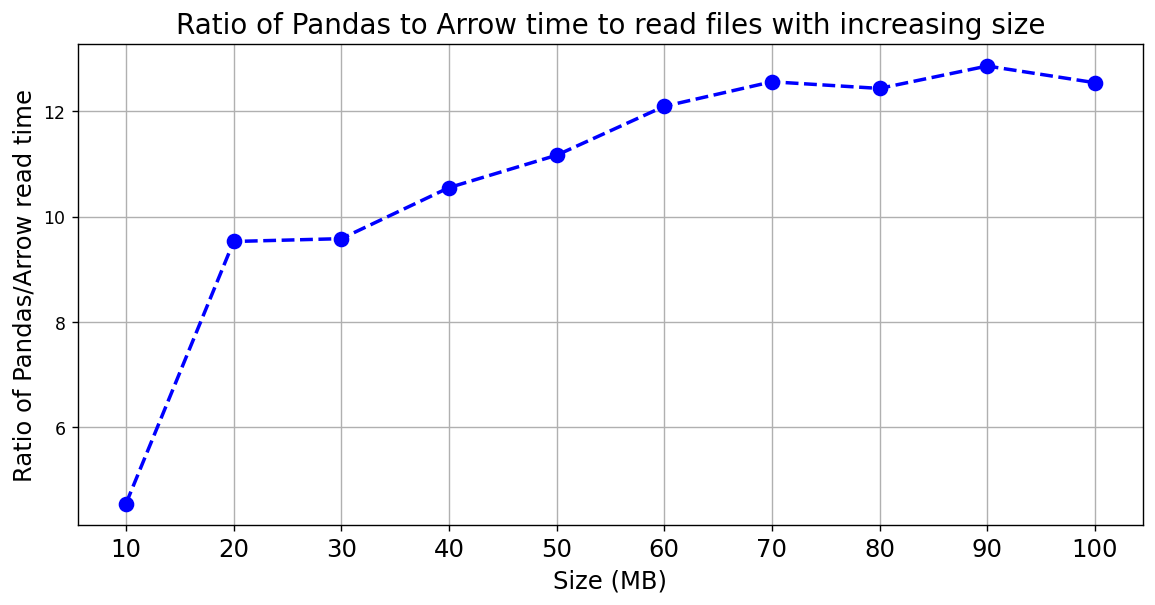 Ratio of Pandas to Arrow time to read files with increasing size
Ratio of Pandas/Arrow read time
12
10
8
6
10 20 30 40 50 60 70 80 90 100
Size (MB)